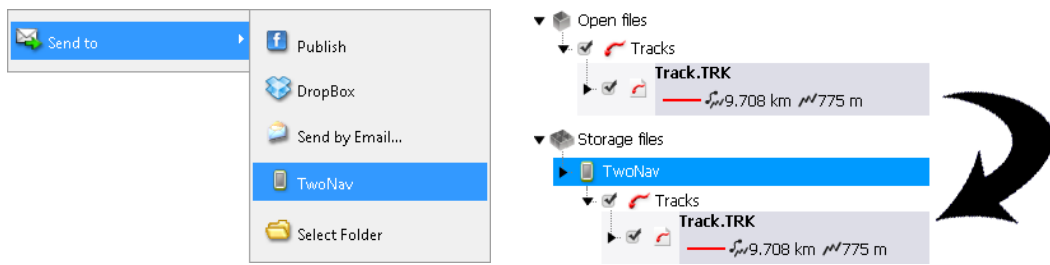 Send to
Publish
DropBox
Send by Email...
TwoNav
Select Folder
Open files
Tracks
Track.TRK
9.708 km 775 m
Storage files
TwoNav
Tracks
Track.TRK
9.708 km 775 m